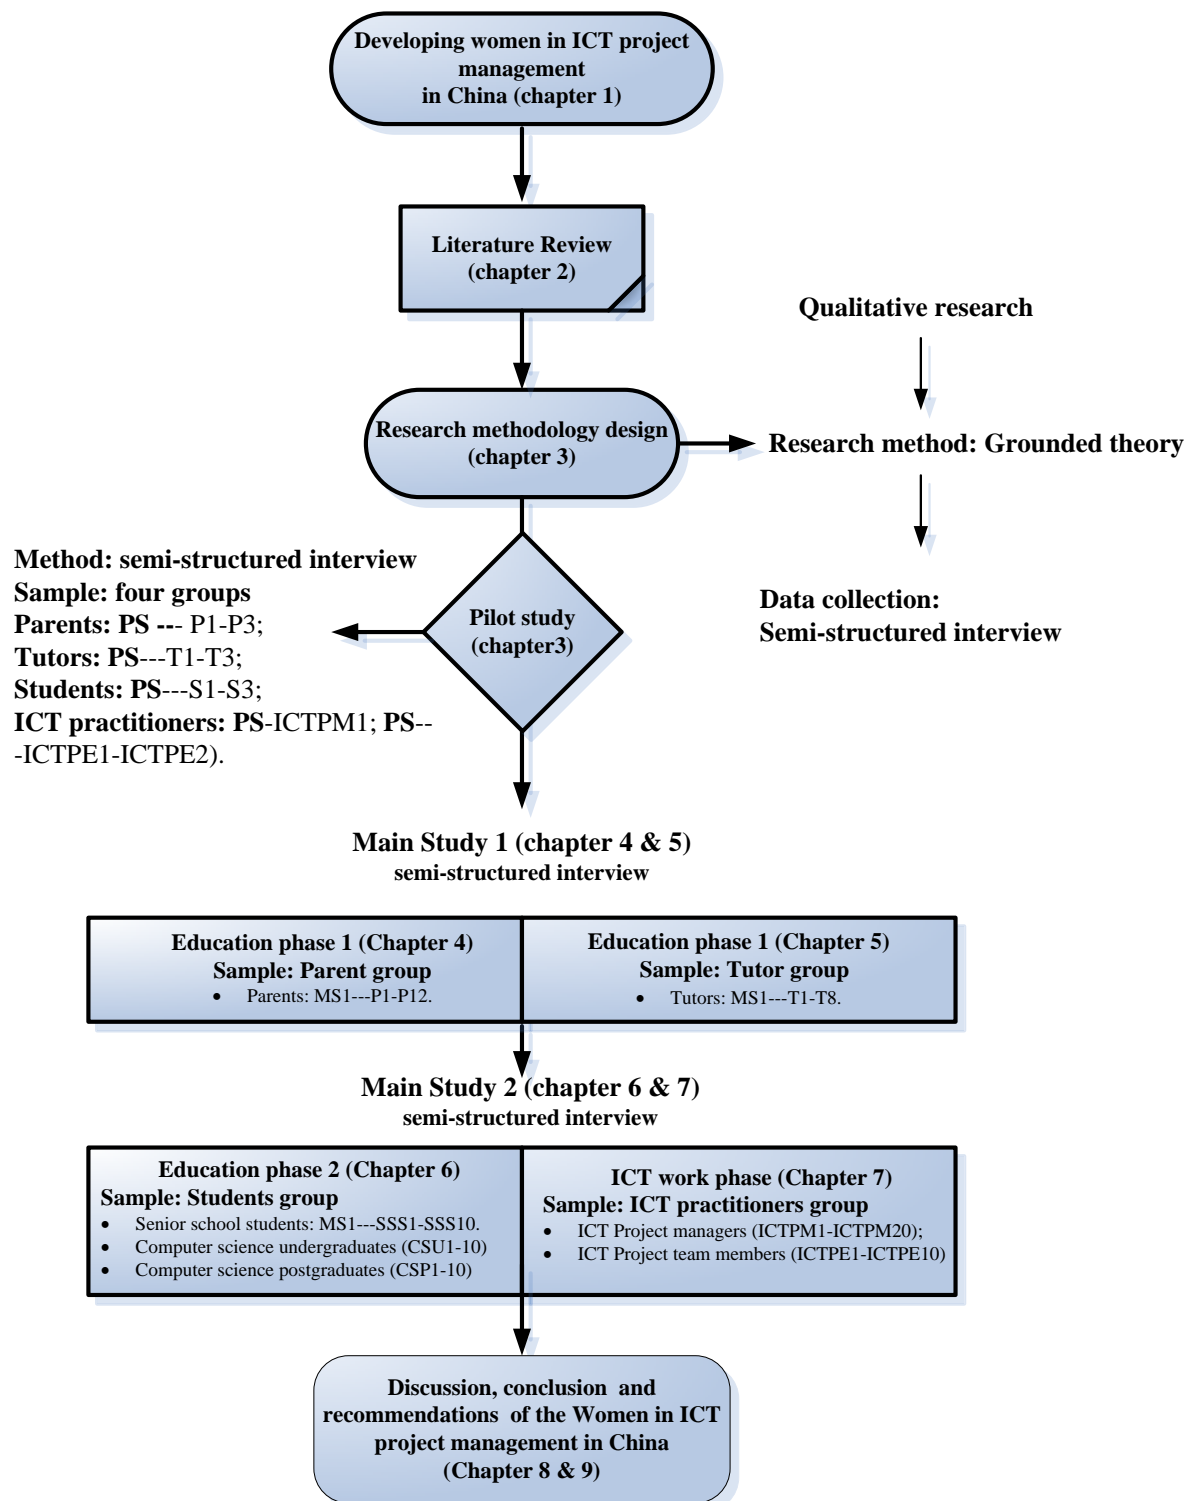 Developing women in ICT project
management
in China (chapter 1)
Literature Review
(chapter 2)
Qualitative research
Research methodology design
(chapter 3)
Research method: Grounded theory
Method: semi-structured interview
Sample: four groups
Parents: PS --- P1-P3;
Tutors: PS---T1-T3;
Students: PS---S1-S3;
ICT practitioners: PS-ICTPM1; PS--
-ICTPE1-ICTPE2).
Pilot study
(chapter3)
Data collection:
Semi-structured interview
Main Study 1 (chapter 4 & 5)
semi-structured interview
Education phase 1 (Chapter 4)
Sample: Parent group
• Parents: MS1---P1-P12.
Education phase 1 (Chapter 5)
Sample: Tutor group
• Tutors: MS1---T1-T8.
Main Study 2 (chapter 6 & 7)
semi-structured interview
Education phase 2 (Chapter 6)
Sample: Students group
• Senior school students: MS1---SSS1-SSS10.
• Computer science undergraduates (CSU1-10)
• Computer science postgraduates (CSP1-10)
ICT work phase (Chapter 7)
Sample: ICT practitioners group
• ICT Project managers (ICTPM1-ICTPM20);
• ICT Project team members (ICTPE1-ICTPE10)
Discussion, conclusion and
recommendations of the Women in ICT
project management in China
(Chapter 8 & 9)